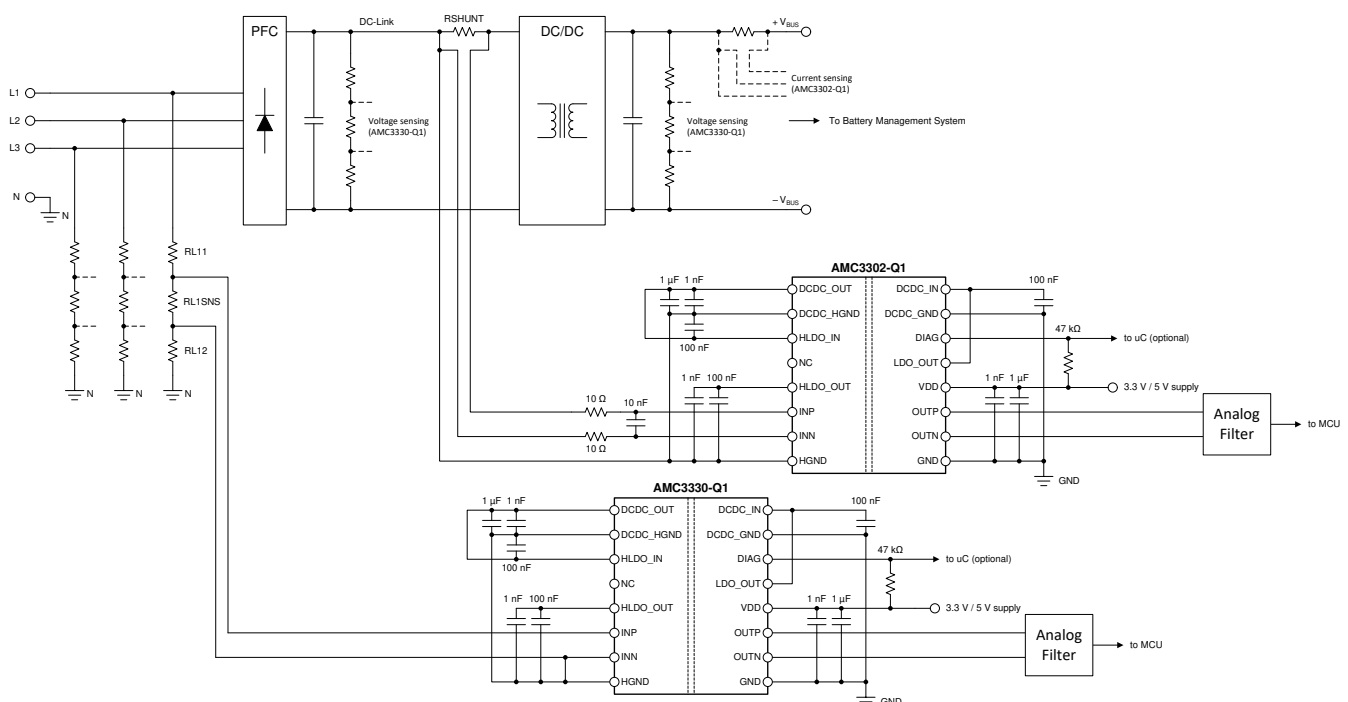 PFC
DC-Link
RSHUNT
DC/DC
+ VBUS
Current sensing
(AMC3302-Q1)
L1
L2
L3
N
N
Voltage sensing
(AMC3330-Q1)
Voltage sensing
(AMC3330-Q1)
To Battery Management System
– VBUS
RL11
RL1SNS
RL12
N
N
N
AMC3302-Q1
1 µF 1 nF
100 nF
1 nF 100 nF
10 Ω
10 nF
10 Ω
DCDC_OUT
DCDC_HGND
HLDO_IN
NC
HLDO_OUT
INP
INN
HGND
DCDC_IN
DCDC_GND
DIAG
LDO_OUT
VDD
OUTP
OUTN
GND
100 nF
47 kΩ
to uC (optional)
1 nF 1 µF
3.3 V / 5 V supply
Analog
Filter
to MCU
GND
AMC3330-Q1
1 µF 1 nF
100 nF
1 nF 100 nF
DCDC_OUT
DCDC_HGND
HLDO_IN
NC
HLDO_OUT
INP
INN
HGND
DCDC_IN
DCDC_GND
DIAG
LDO_OUT
VDD
OUTP
OUTN
GND
100 nF
47 kΩ
to uC (optional)
1 nF 1 µF
3.3 V / 5 V supply
Analog
Filter
to MCU
GND